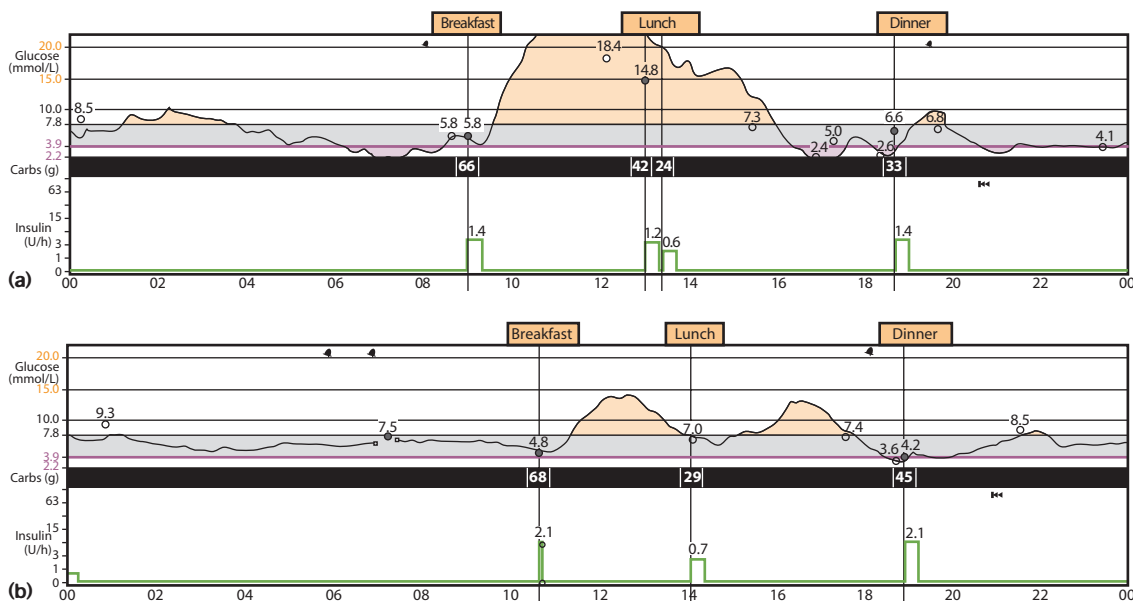 Breakfast Lunch Dinner
20.0
Glucose
(mmol/L)
15.0
10.0
7.8
3.9
2.2
8.5 5.8 5.8 18.4 14.8 7.3 2.4 5.0 2.6 6.6 6.8 4.1
Carbs (g) 66 42 24 33
63
15
Insulin
(U/h)
3
1
0
1.4 1.2 0.6 1.4
(a)
00 02 04 06 08 10 12 14 16 18 20 22 00
Breakfast Lunch Dinner
20.0
Glucose
(mmol/L)
15.0
10.0
7.8
3.9
2.2
9.3 7.5 4.8 7.0 7.4 3.6 4.2 8.5
Carbs (g) 68 29 45
63
15
Insulin
(U/h)
3
1
0
2.1 0.7 2.1
(b)
00 02 04 06 08 10 12 14 16 18 20 22 00